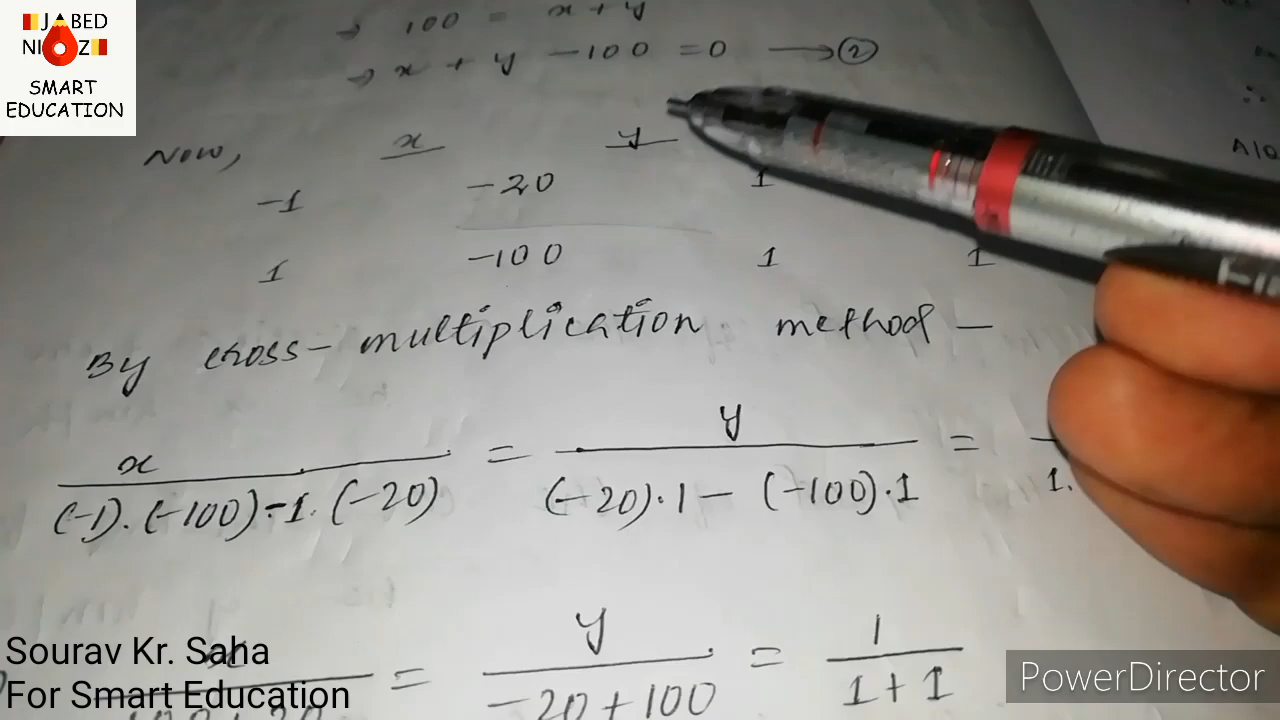 JABED
NIOZ
SMART
EDUCATION
→ 100 = x + y
→ x + y - 100 = 0 → ②
Now, x y
-1 -20 1
1 -100 1 1
By cross-multiplication method —
x / (-1).(-100)-1.(-20) = y / (-20).1 - (-100).1 = 1.
x = y / -20+100 = 1 / 1+1
Sourav Kr. Saha
For Smart Education
PowerDirector